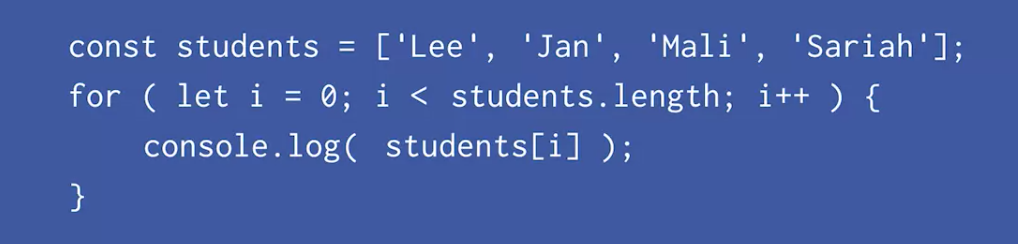 const students = ['Lee', 'Jan', 'Mali', 'Sariah'];
for ( let i = 0; i < students.length; i++ ) {
    console.log( students[i] );
}